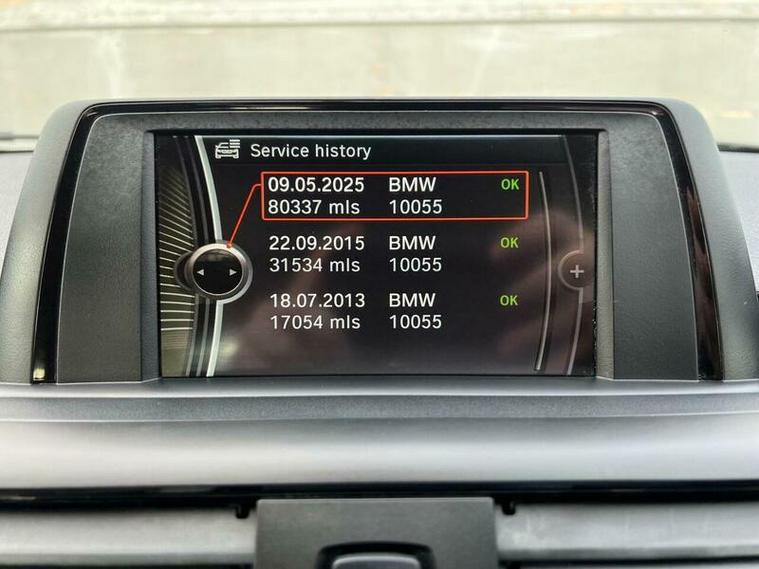 Service history
09.05.2025 BMW OK
80337 mls 10055
22.09.2015 BMW OK
31534 mls 10055
18.07.2013 BMW OK
17054 mls 10055